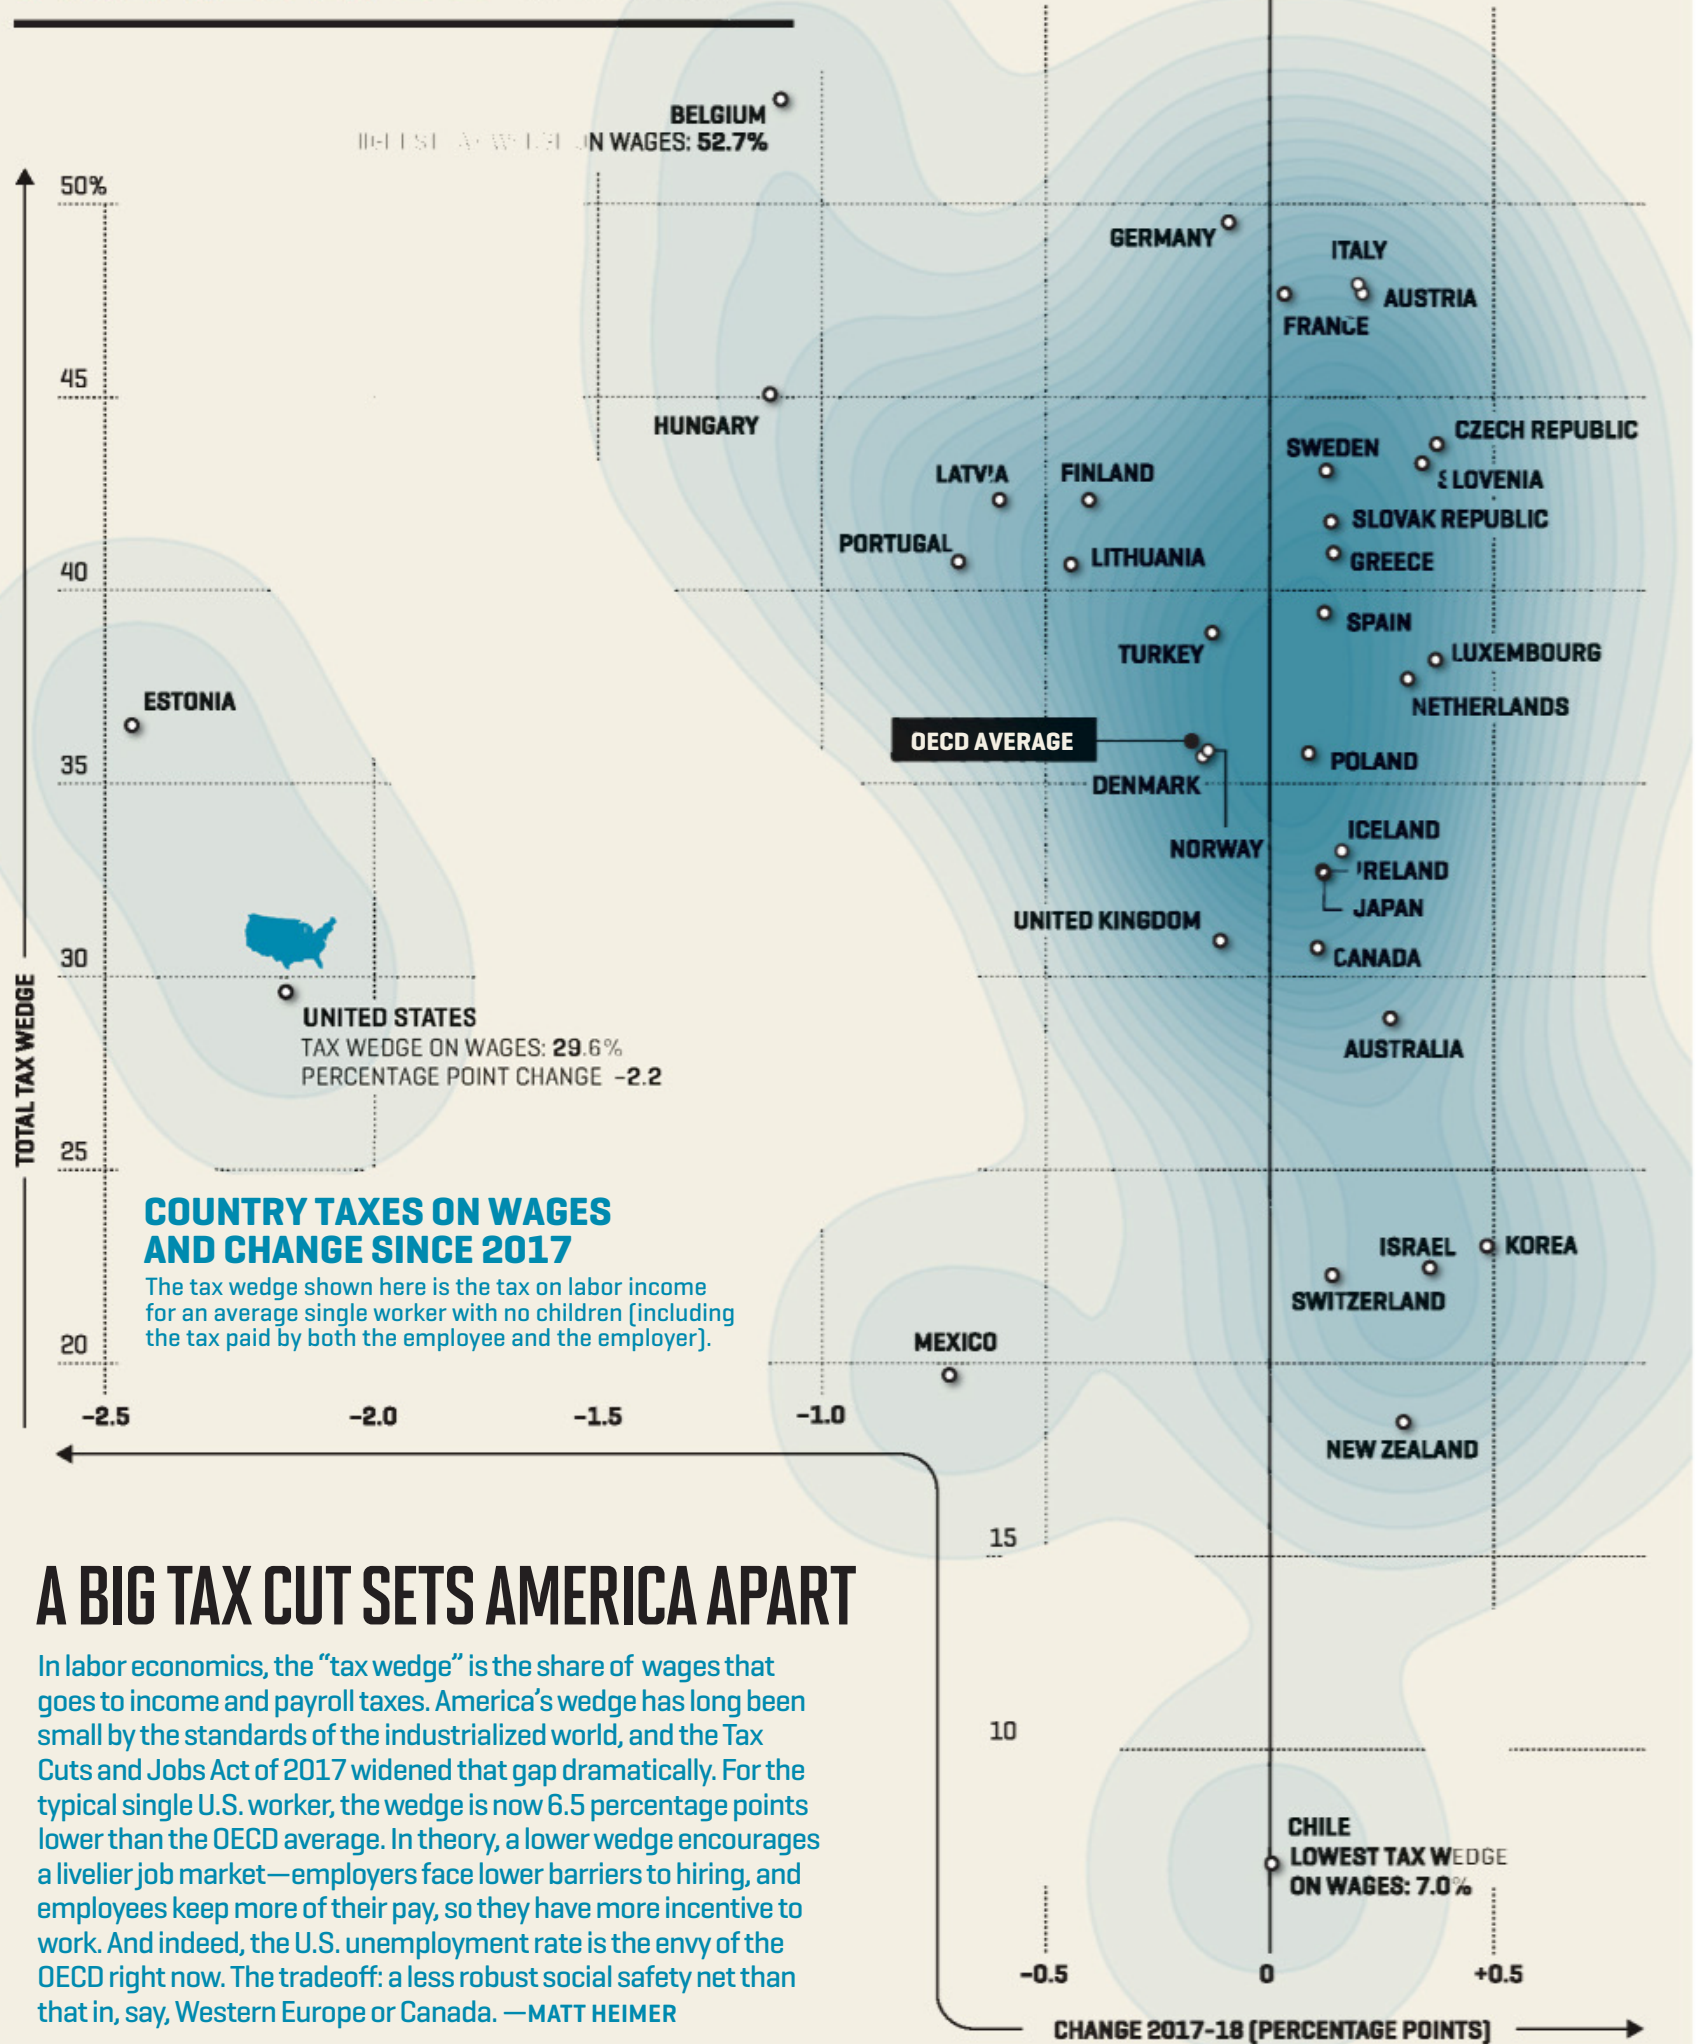 BELGIUM
N WAGES: 52.7%
50%
GERMANY
ITALY
AUSTRIA
FRANCE
45
HUNGARY
CZECH REPUBLIC
SWEDEN
LATVIA
FINLAND
SLOVENIA
SLOVAK REPUBLIC
PORTUGAL
LITHUANIA
GREECE
40
SPAIN
TURKEY
LUXEMBOURG
ESTONIA
NETHERLANDS
OECD AVERAGE
POLAND
35
DENMARK
ICELAND
NORWAY
IRELAND
JAPAN
UNITED KINGDOM
CANADA
30
TOTAL TAX WEDGE
UNITED STATES
TAX WEDGE ON WAGES: 29.6%
PERCENTAGE POINT CHANGE -2.2
AUSTRALIA
25
COUNTRY TAXES ON WAGES
AND CHANGE SINCE 2017
The tax wedge shown here is the tax on labor income
for an average single worker with no children (including
the tax paid by both the employee and the employer).
ISRAEL
KOREA
SWITZERLAND
20
MEXICO
-2.5
-2.0
-1.5
-1.0
NEW ZEALAND
15
A BIG TAX CUT SETS AMERICA APART
In labor economics, the “tax wedge” is the share of wages that
goes to income and payroll taxes. America’s wedge has long been
small by the standards of the industrialized world, and the Tax
Cuts and Jobs Act of 2017 widened that gap dramatically. For the
typical single U.S. worker, the wedge is now 6.5 percentage points
lower than the OECD average. In theory, a lower wedge encourages
a livelier job market—employers face lower barriers to hiring, and
employees keep more of their pay, so they have more incentive to
work. And indeed, the U.S. unemployment rate is the envy of the
OECD right now. The tradeoff: a less robust social safety net than
that in, say, Western Europe or Canada. —MATT HEIMER
10
CHILE
LOWEST TAX WEDGE
ON WAGES: 7.0%
-0.5
0
+0.5
CHANGE 2017-18 (PERCENTAGE POINTS)